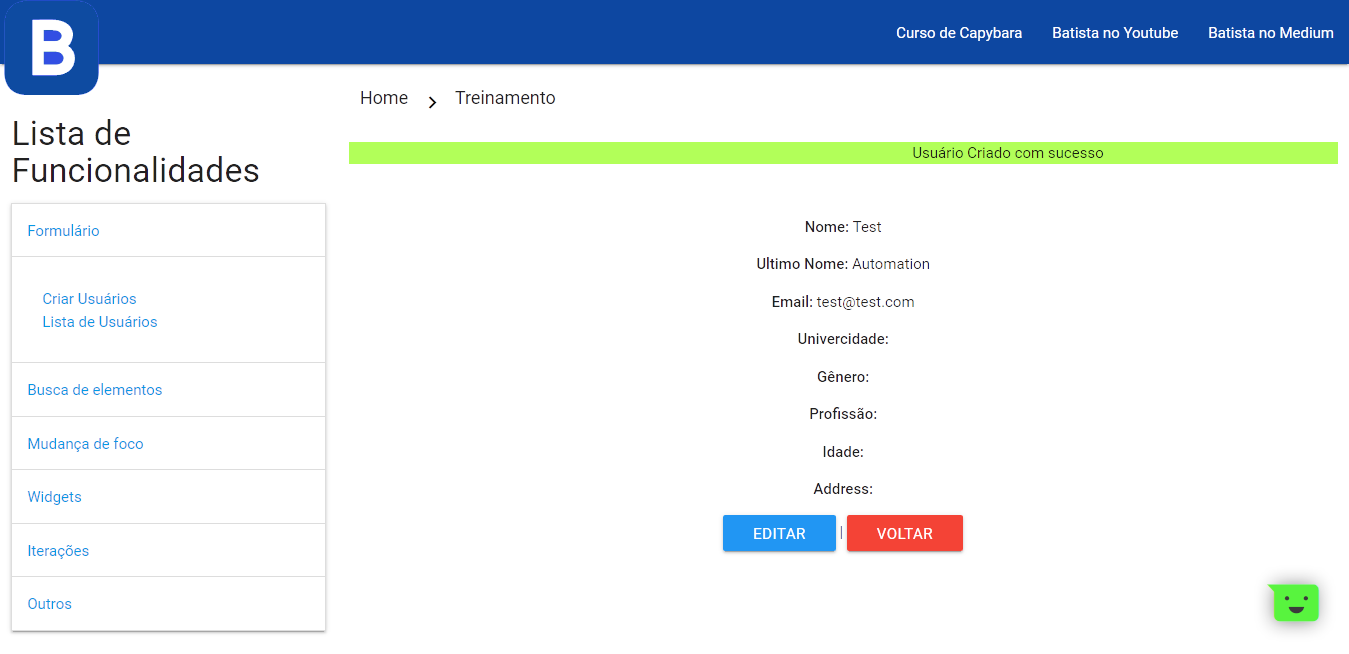 B
Curso de Capybara
Batista no Youtube
Batista no Medium
Home
Treinamento
Lista de
Funcionalidades
Formulário
Criar Usuários
Lista de Usuários
Busca de elementos
Mudança de foco
Widgets
Iterações
Outros
Usuário Criado com sucesso
Nome: Test
Ultimo Nome: Automation
Email: test@test.com
Univercidade:
Gênero:
Profissão:
Idade:
Address:
EDITAR | VOLTAR